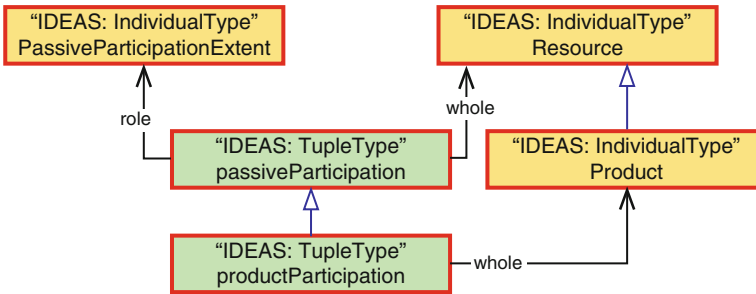 “IDEAS: IndividualType”
PassiveParticipationExtent
“IDEAS: IndividualType”
Resource
role
whole
“IDEAS: TupleType”
passiveParticipation
“IDEAS: IndividualType”
Product
“IDEAS: TupleType”
productParticipation
whole